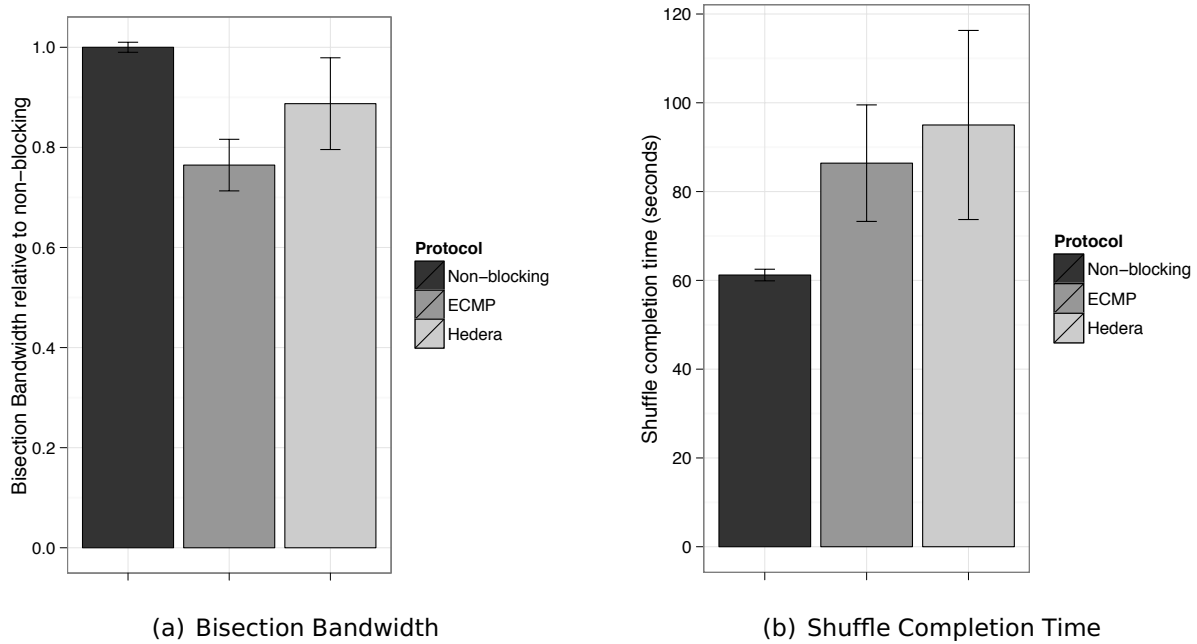 Bisection Bandwidth relative to non−blocking
1.0
0.8
0.6
0.4
0.2
0.0
Protocol
Non−blocking
ECMP
Hedera
(a) Bisection Bandwidth
Shuffle completion time (seconds)
120
100
80
60
40
20
0
Protocol
Non−blocking
ECMP
Hedera
(b) Shuffle Completion Time